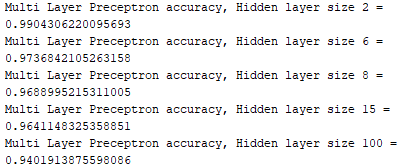 Multi Layer Preceptron accuracy, Hidden layer size 2 =
0.9904306220095693
Multi Layer Preceptron accuracy, Hidden layer size 6 =
0.9736842105263158
Multi Layer Preceptron accuracy, Hidden layer size 8 =
0.9688995215311005
Multi Layer Preceptron accuracy, Hidden layer size 15 =
0.9641148325358851
Multi Layer Preceptron accuracy, Hidden layer size 100 =
0.9401913875598086